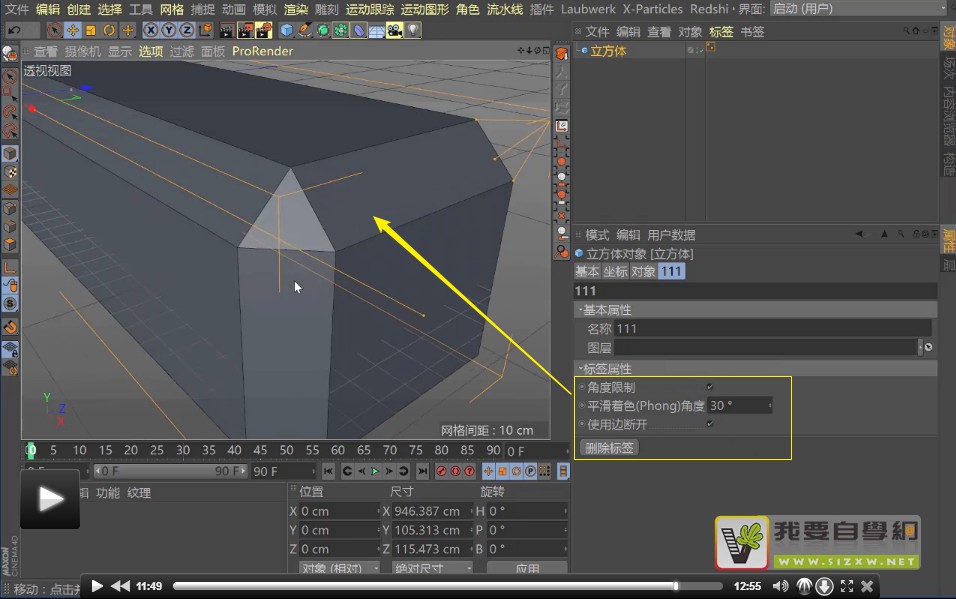 文件 编辑 创建 选择 工具 网格 捕捉 动画 模拟 渲染 雕刻 运动跟踪 运动图形 角色 流水线 插件 Laubwerk X-Particles Redshi 界面: 启动 (用户)
查看 摄像机 显示 选项 过滤 面板 ProRender
文件 编辑 查看 对象 标签 书签
立方体
对象
场次
内容浏览器
构造
透视视图
Y
Z
X
网格间距 : 10 cm
模式 编辑 用户数据
属性
层
立方体对象 [立方体]
基本 坐标 对象 111
111
基本属性
名称 111
图层
标签属性
角度限制
平滑着色(Phong)角度 30 °
使用边断开
删除标签
0 5 10 15 20 25 30 35 40 45 50 55 60 65 70 75 80 85 90 0 F
0 F 90 F 90 F
功能 纹理
位置 尺寸 旋转
X 0 cm X 946.387 cm H 0 °
Y 0 cm Y 105.313 cm P 0 °
Z 0 cm Z 115.473 cm B 0 °
对象 (相对) 绝对尺寸 应用
CINEMA 4D
移动 : 点击
我要自學網
WWW.51ZXW.NET
11:49 12:55